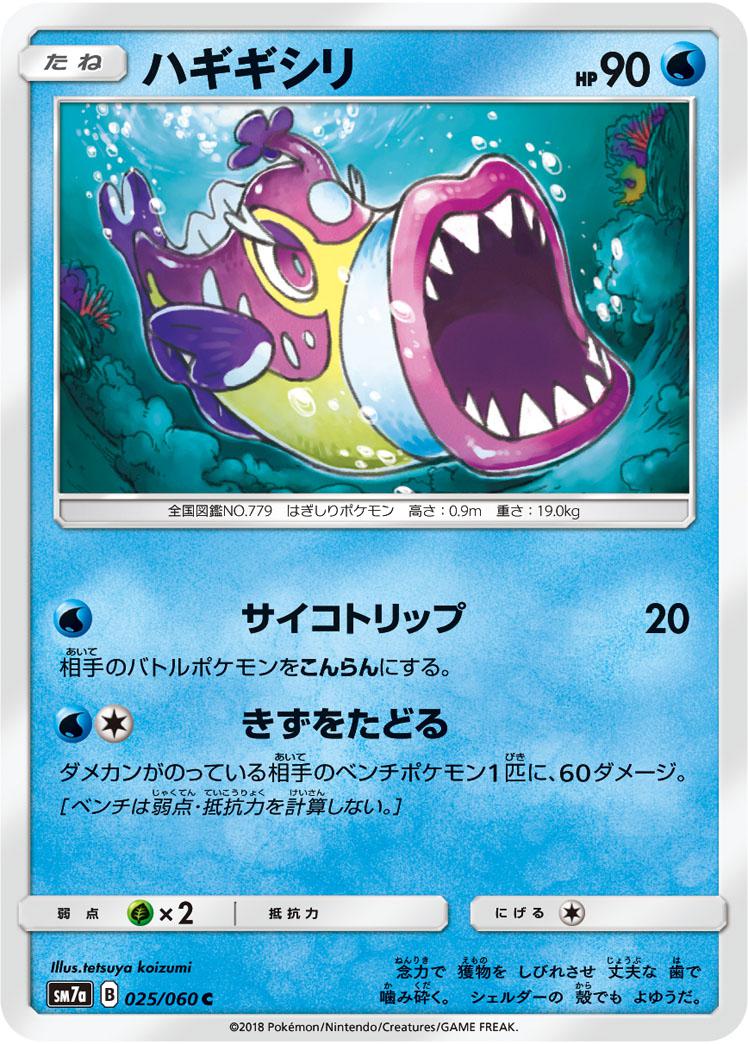 たね ハギギシリ HP 90
全国図鑑NO.779 はぎしりポケモン 高さ:0.9m 重さ:19.0kg
サイコトリップ 20
相手のバトルポケモンをこんらんにする。
きずをたどる
ダメカンがのっている相手のベンチポケモン1匹に、60ダメージ。
[ベンチは弱点・抵抗力を計算しない。]
弱点 ×2 抵抗力 にげる
Illus.tetsuya koizumi
SM7a B 025/060 C
念力で 獲物を しびれさせ 丈夫な 歯で
噛み砕く。 シェルダーの 殻でも よゆうだ。
©2018 Pokémon/Nintendo/Creatures/GAME FREAK.